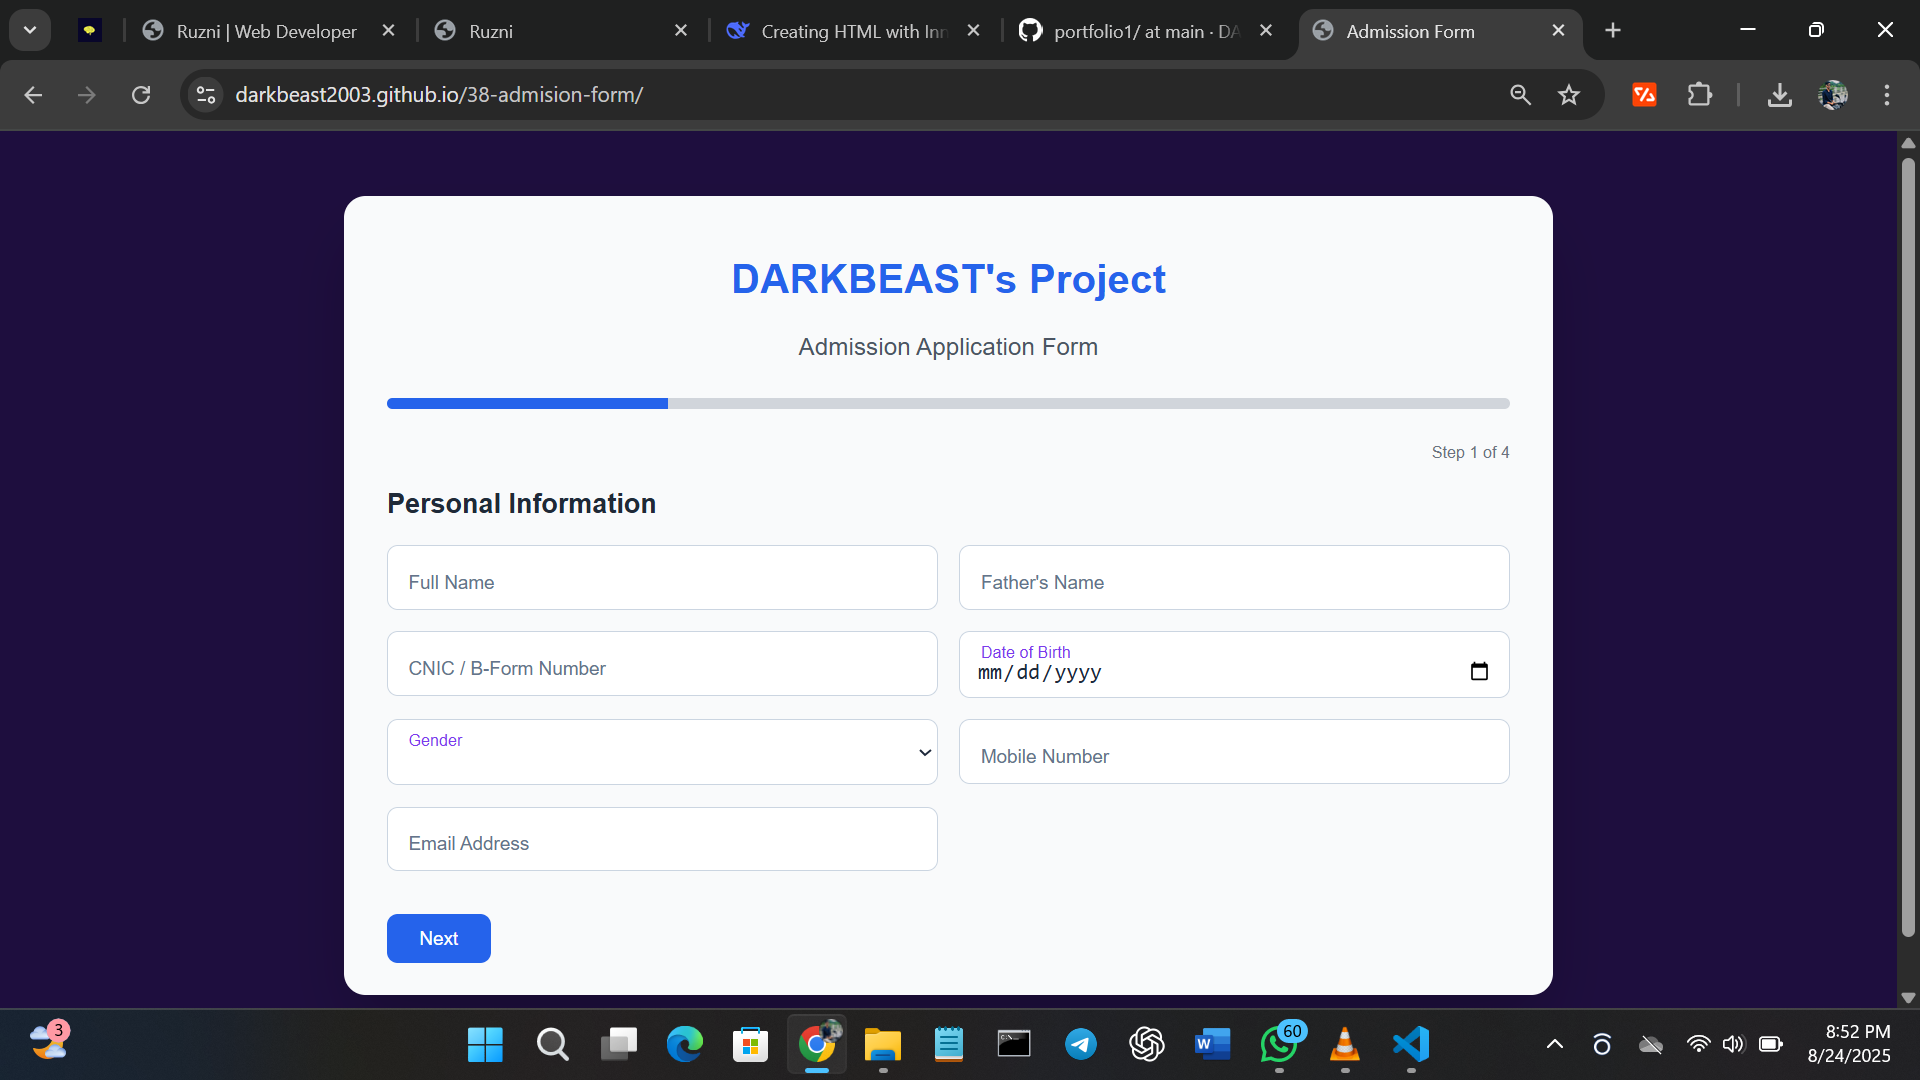 Ruzni | Web Developer
Ruzni
Creating HTML with Inn
portfolio1/ at main · DA
Admission Form
darkbeast2003.github.io/38-admision-form/
DARKBEAST's Project
Admission Application Form
Step 1 of 4
Personal Information
Full Name
Father's Name
CNIC / B-Form Number
Date of Birth
mm/dd/yyyy
Gender
Mobile Number
Email Address
Next
3
60
8:52 PM
8/24/2025